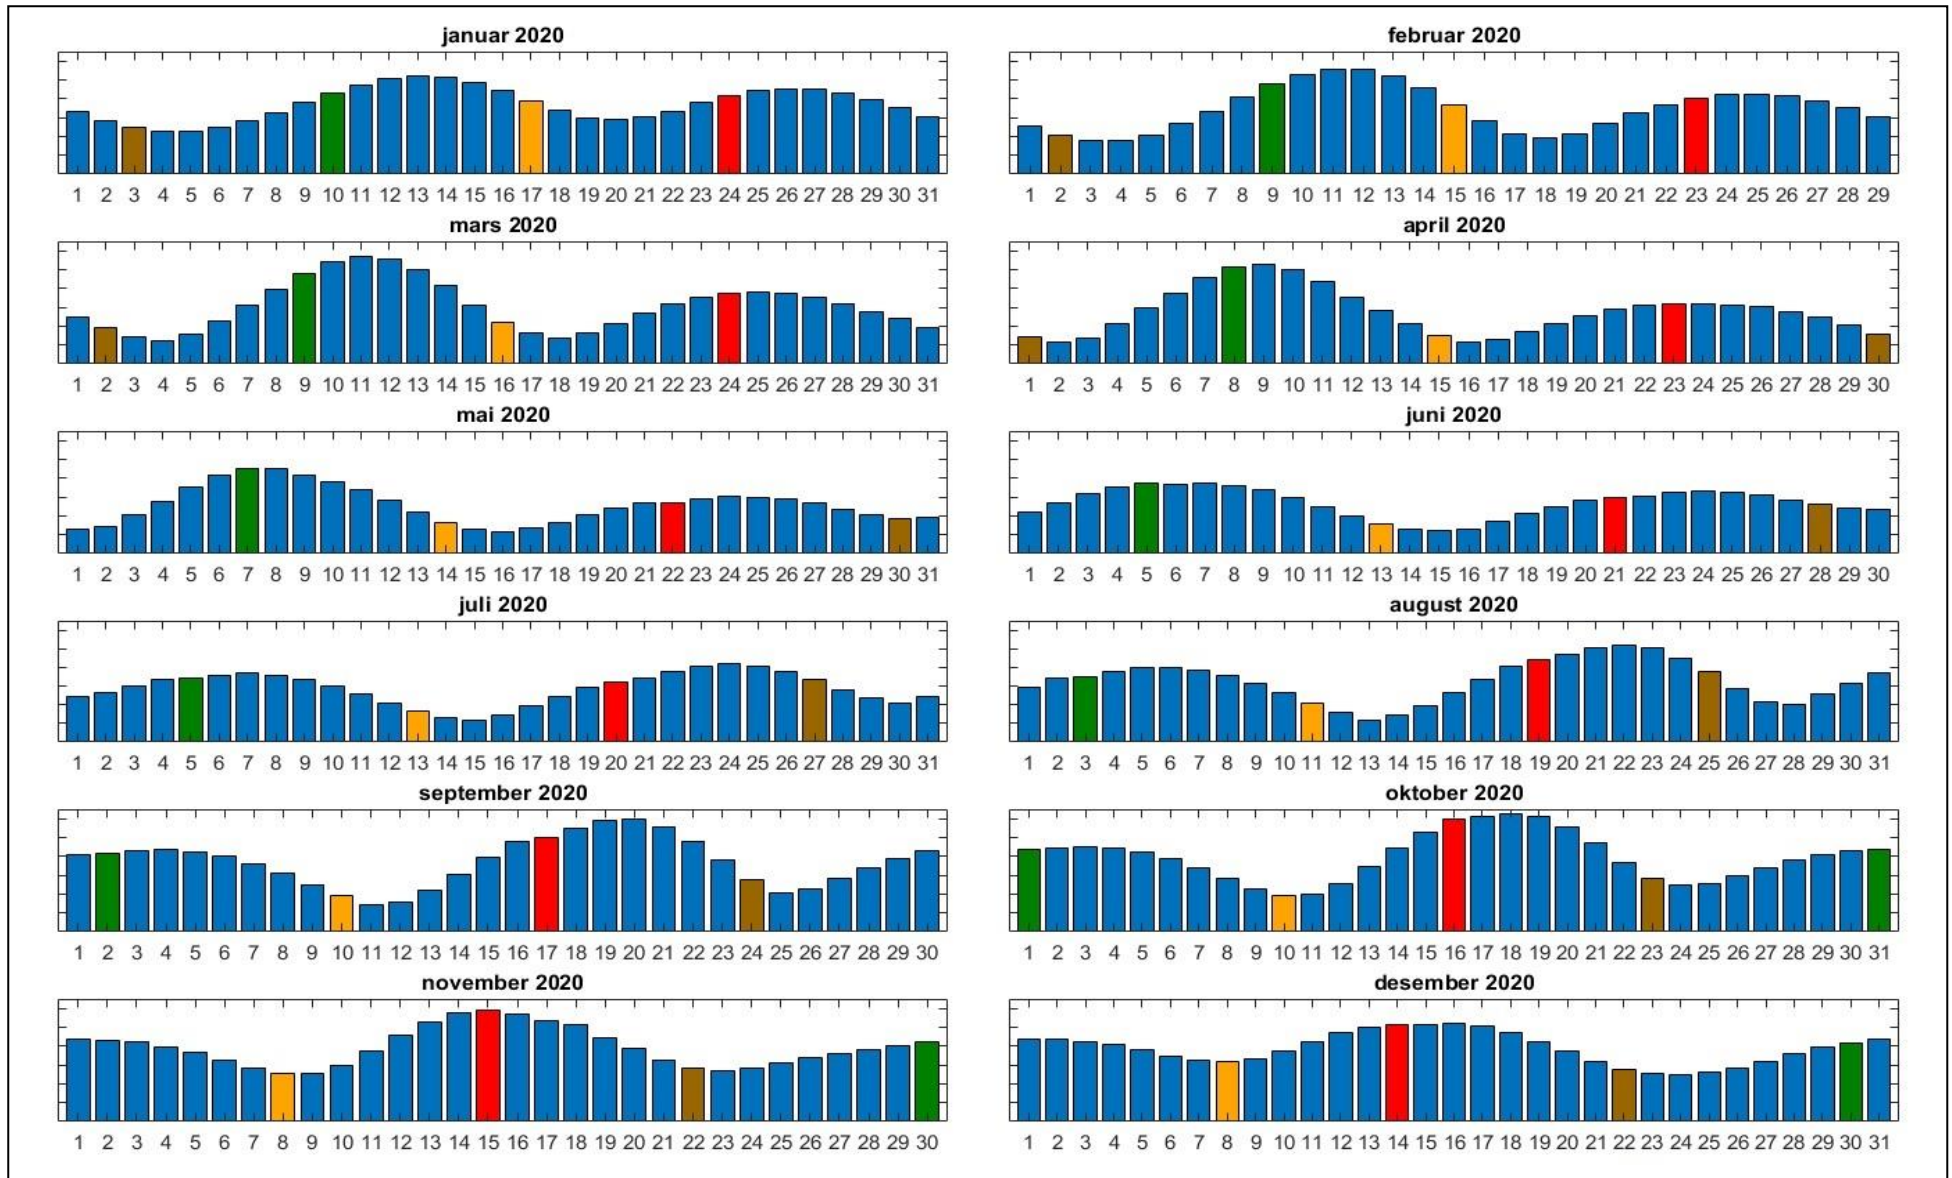 januar 2020
1 2 3 4 5 6 7 8 9 10 11 12 13 14 15 16 17 18 19 20 21 22 23 24 25 26 27 28 29 30 31
februar 2020
1 2 3 4 5 6 7 8 9 10 11 12 13 14 15 16 17 18 19 20 21 22 23 24 25 26 27 28 29
mars 2020
1 2 3 4 5 6 7 8 9 10 11 12 13 14 15 16 17 18 19 20 21 22 23 24 25 26 27 28 29 30 31
april 2020
1 2 3 4 5 6 7 8 9 10 11 12 13 14 15 16 17 18 19 20 21 22 23 24 25 26 27 28 29 30
mai 2020
1 2 3 4 5 6 7 8 9 10 11 12 13 14 15 16 17 18 19 20 21 22 23 24 25 26 27 28 29 30 31
juni 2020
1 2 3 4 5 6 7 8 9 10 11 12 13 14 15 16 17 18 19 20 21 22 23 24 25 26 27 28 29 30
juli 2020
1 2 3 4 5 6 7 8 9 10 11 12 13 14 15 16 17 18 19 20 21 22 23 24 25 26 27 28 29 30 31
august 2020
1 2 3 4 5 6 7 8 9 10 11 12 13 14 15 16 17 18 19 20 21 22 23 24 25 26 27 28 29 30 31
september 2020
1 2 3 4 5 6 7 8 9 10 11 12 13 14 15 16 17 18 19 20 21 22 23 24 25 26 27 28 29 30
oktober 2020
1 2 3 4 5 6 7 8 9 10 11 12 13 14 15 16 17 18 19 20 21 22 23 24 25 26 27 28 29 30 31
november 2020
1 2 3 4 5 6 7 8 9 10 11 12 13 14 15 16 17 18 19 20 21 22 23 24 25 26 27 28 29 30
desember 2020
1 2 3 4 5 6 7 8 9 10 11 12 13 14 15 16 17 18 19 20 21 22 23 24 25 26 27 28 29 30 31